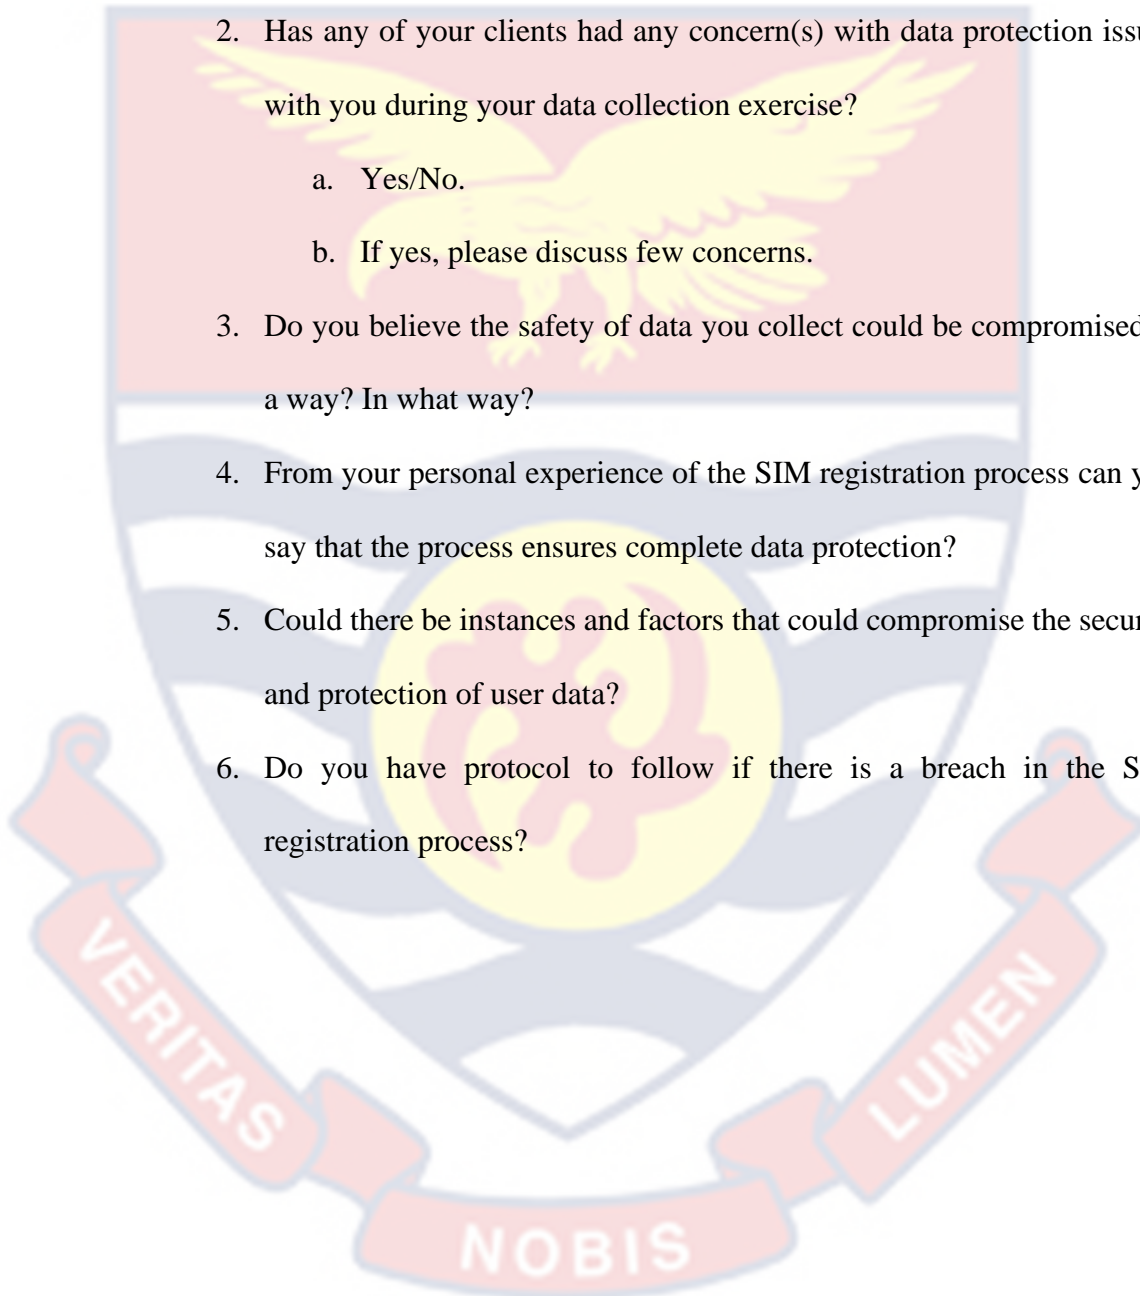 2. Has any of your clients had any concern(s) with data protection issu
with you during your data collection exercise?
a. Yes/No.
b. If yes, please discuss few concerns.
3. Do you believe the safety of data you collect could be compromised
a way? In what way?
4. From your personal experience of the SIM registration process can y
say that the process ensures complete data protection?
5. Could there be instances and factors that could compromise the secur
and protection of user data?
6. Do you have protocol to follow if there is a breach in the S
registration process?
VERITAS
NOBIS
LUMEN